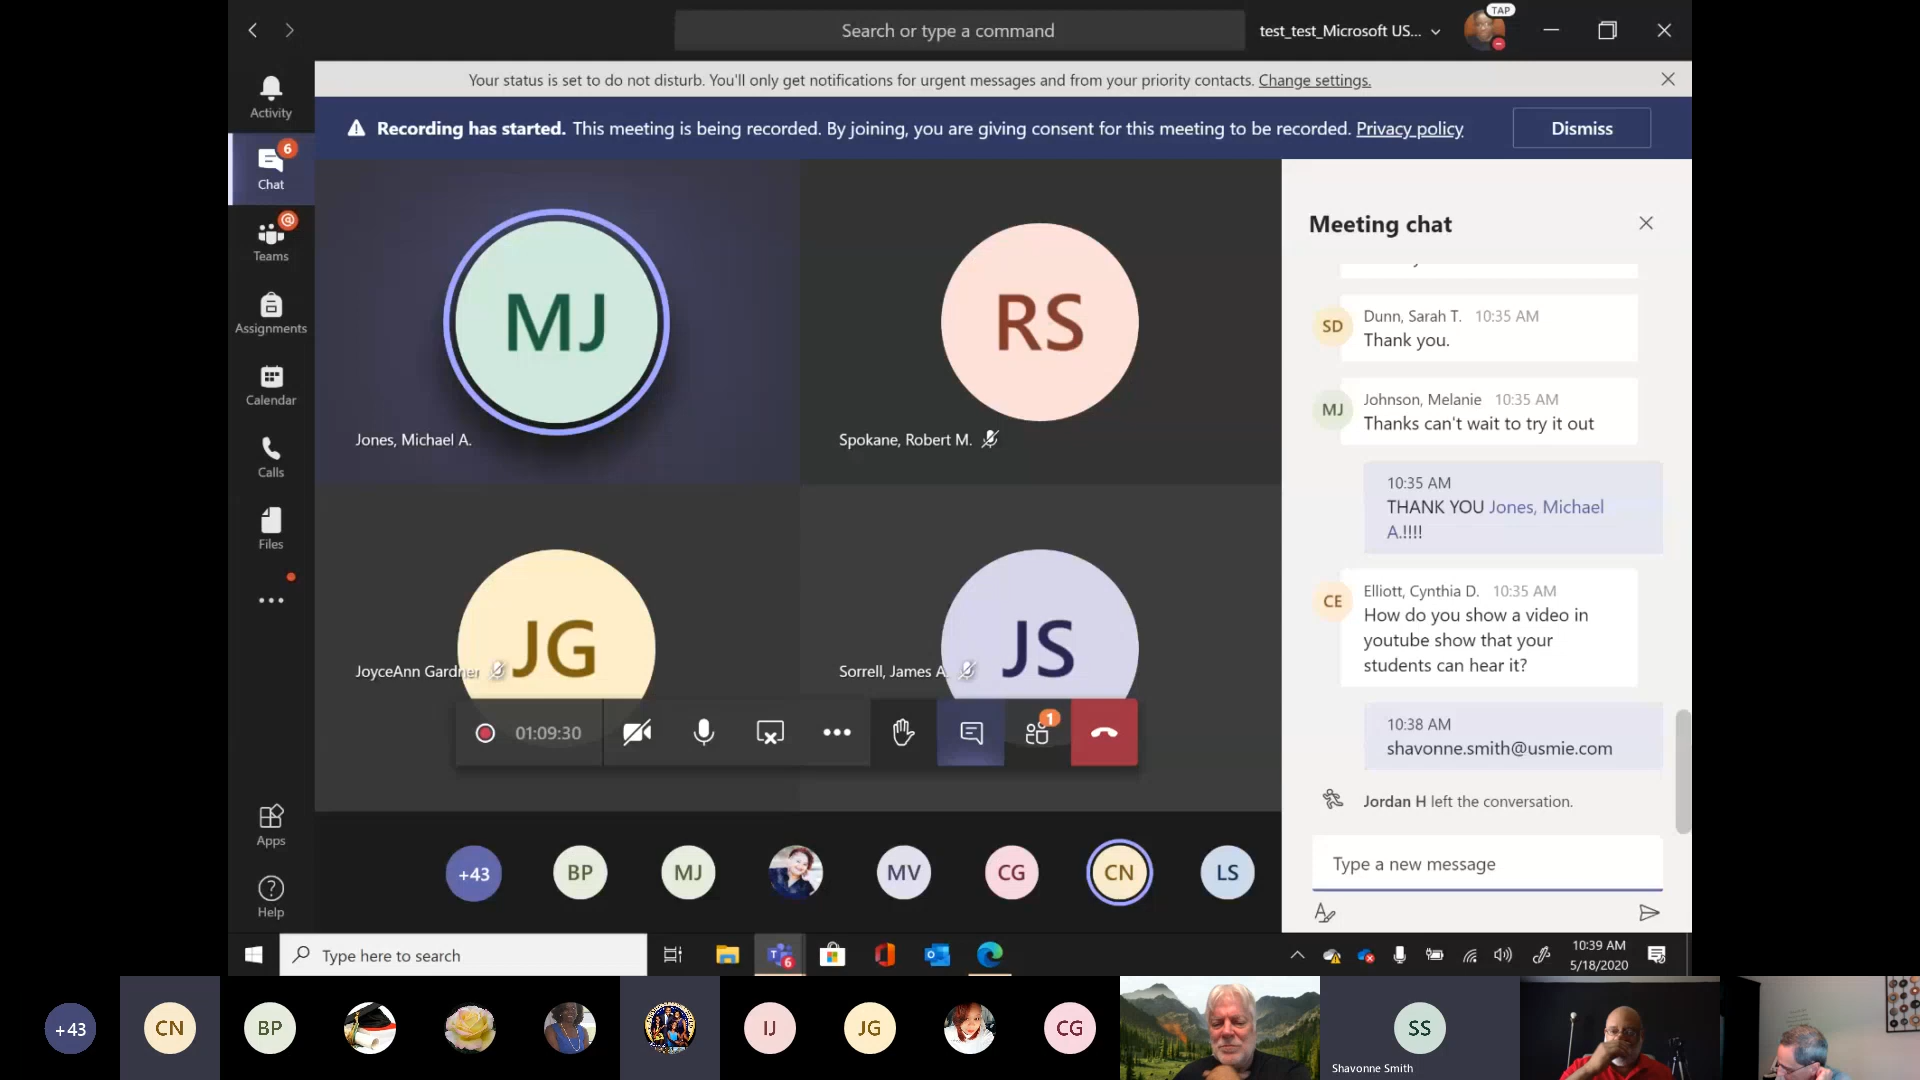 Search or type a command
test_test_Microsoft US...
TAP
Your status is set to do not disturb. You'll only get notifications for urgent messages and from your priority contacts. Change settings.
Recording has started. This meeting is being recorded. By joining, you are giving consent for this meeting to be recorded. Privacy policy
Dismiss
Activity
6
Chat
@
Teams
Assignments
Calendar
Calls
Files
Apps
Help
MJ
Jones, Michael A.
RS
Spokane, Robert M.
JG
JoyceAnn Gardner
JS
Sorrell, James A.
01:09:30
1
+43
BP
MJ
MV
CG
CN
LS
Meeting chat
SD
Dunn, Sarah T. 10:35 AM
Thank you.
MJ
Johnson, Melanie 10:35 AM
Thanks can't wait to try it out
10:35 AM
THANK YOU Jones, Michael
A.!!!!
CE
Elliott, Cynthia D. 10:35 AM
How do you show a video in
youtube show that your
students can hear it?
10:38 AM
shavonne.smith@usmie.com
Jordan H left the conversation.
Type a new message
Type here to search
6
10:39 AM
5/18/2020
+43
CN
BP
IJ
JG
CG
SS
Shavonne Smith